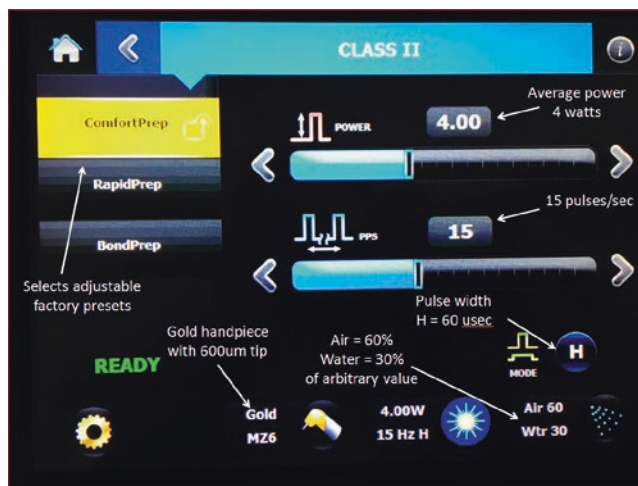 CLASS II
i
ComfortPrep
RapidPrep
BondPrep
Selects adjustable
factory presets
POWER
4.00
Average power
4 watts
PPS
15
15 pulses/sec
Pulse width
H = 60 usec
MODE
H
Gold handpiece
with 600um tip
Air = 60%
Water = 30%
of arbitrary value
READY
Gold
MZ6
4.00W
15 Hz H
Air 60
Wtr 30